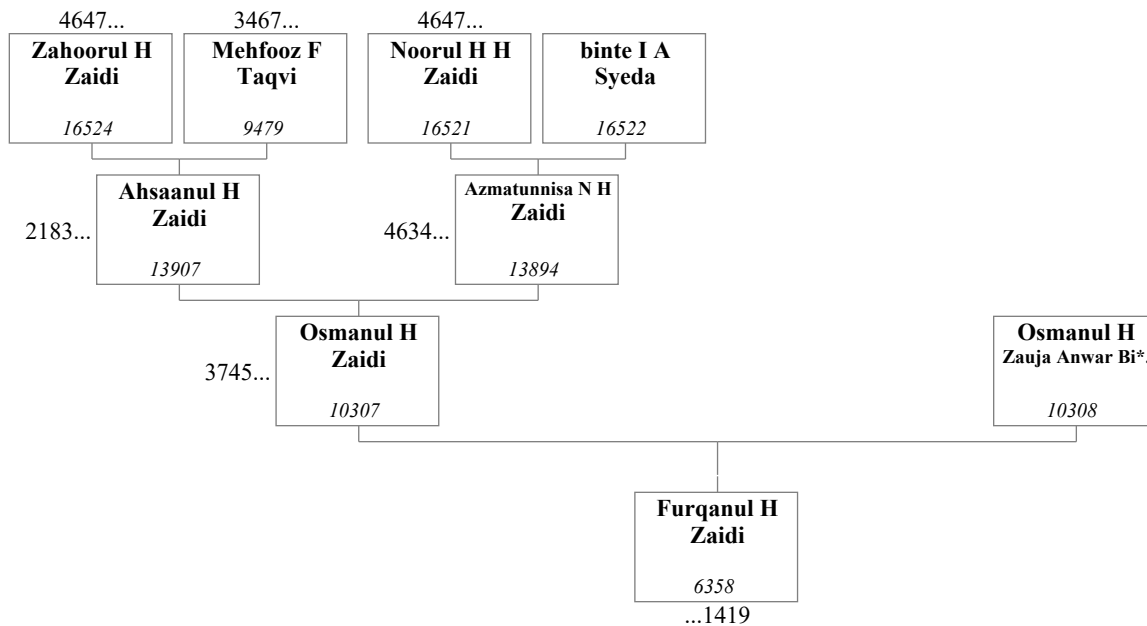 4647...
3467...
4647...
Zahoorul H
Zaidi
16524
Mehfooz F
Taqvi
9479
Noorul H H
Zaidi
16521
binte I A
Syeda
16522
2183...
Ahsaanul H
Zaidi
13907
4634...
Azmatunnisa N H
Zaidi
13894
3745...
Osmanul H
Zaidi
10307
Osmanul H
Zauja Anwar Bi*.
10308
Furqanul H
Zaidi
6358
...1419